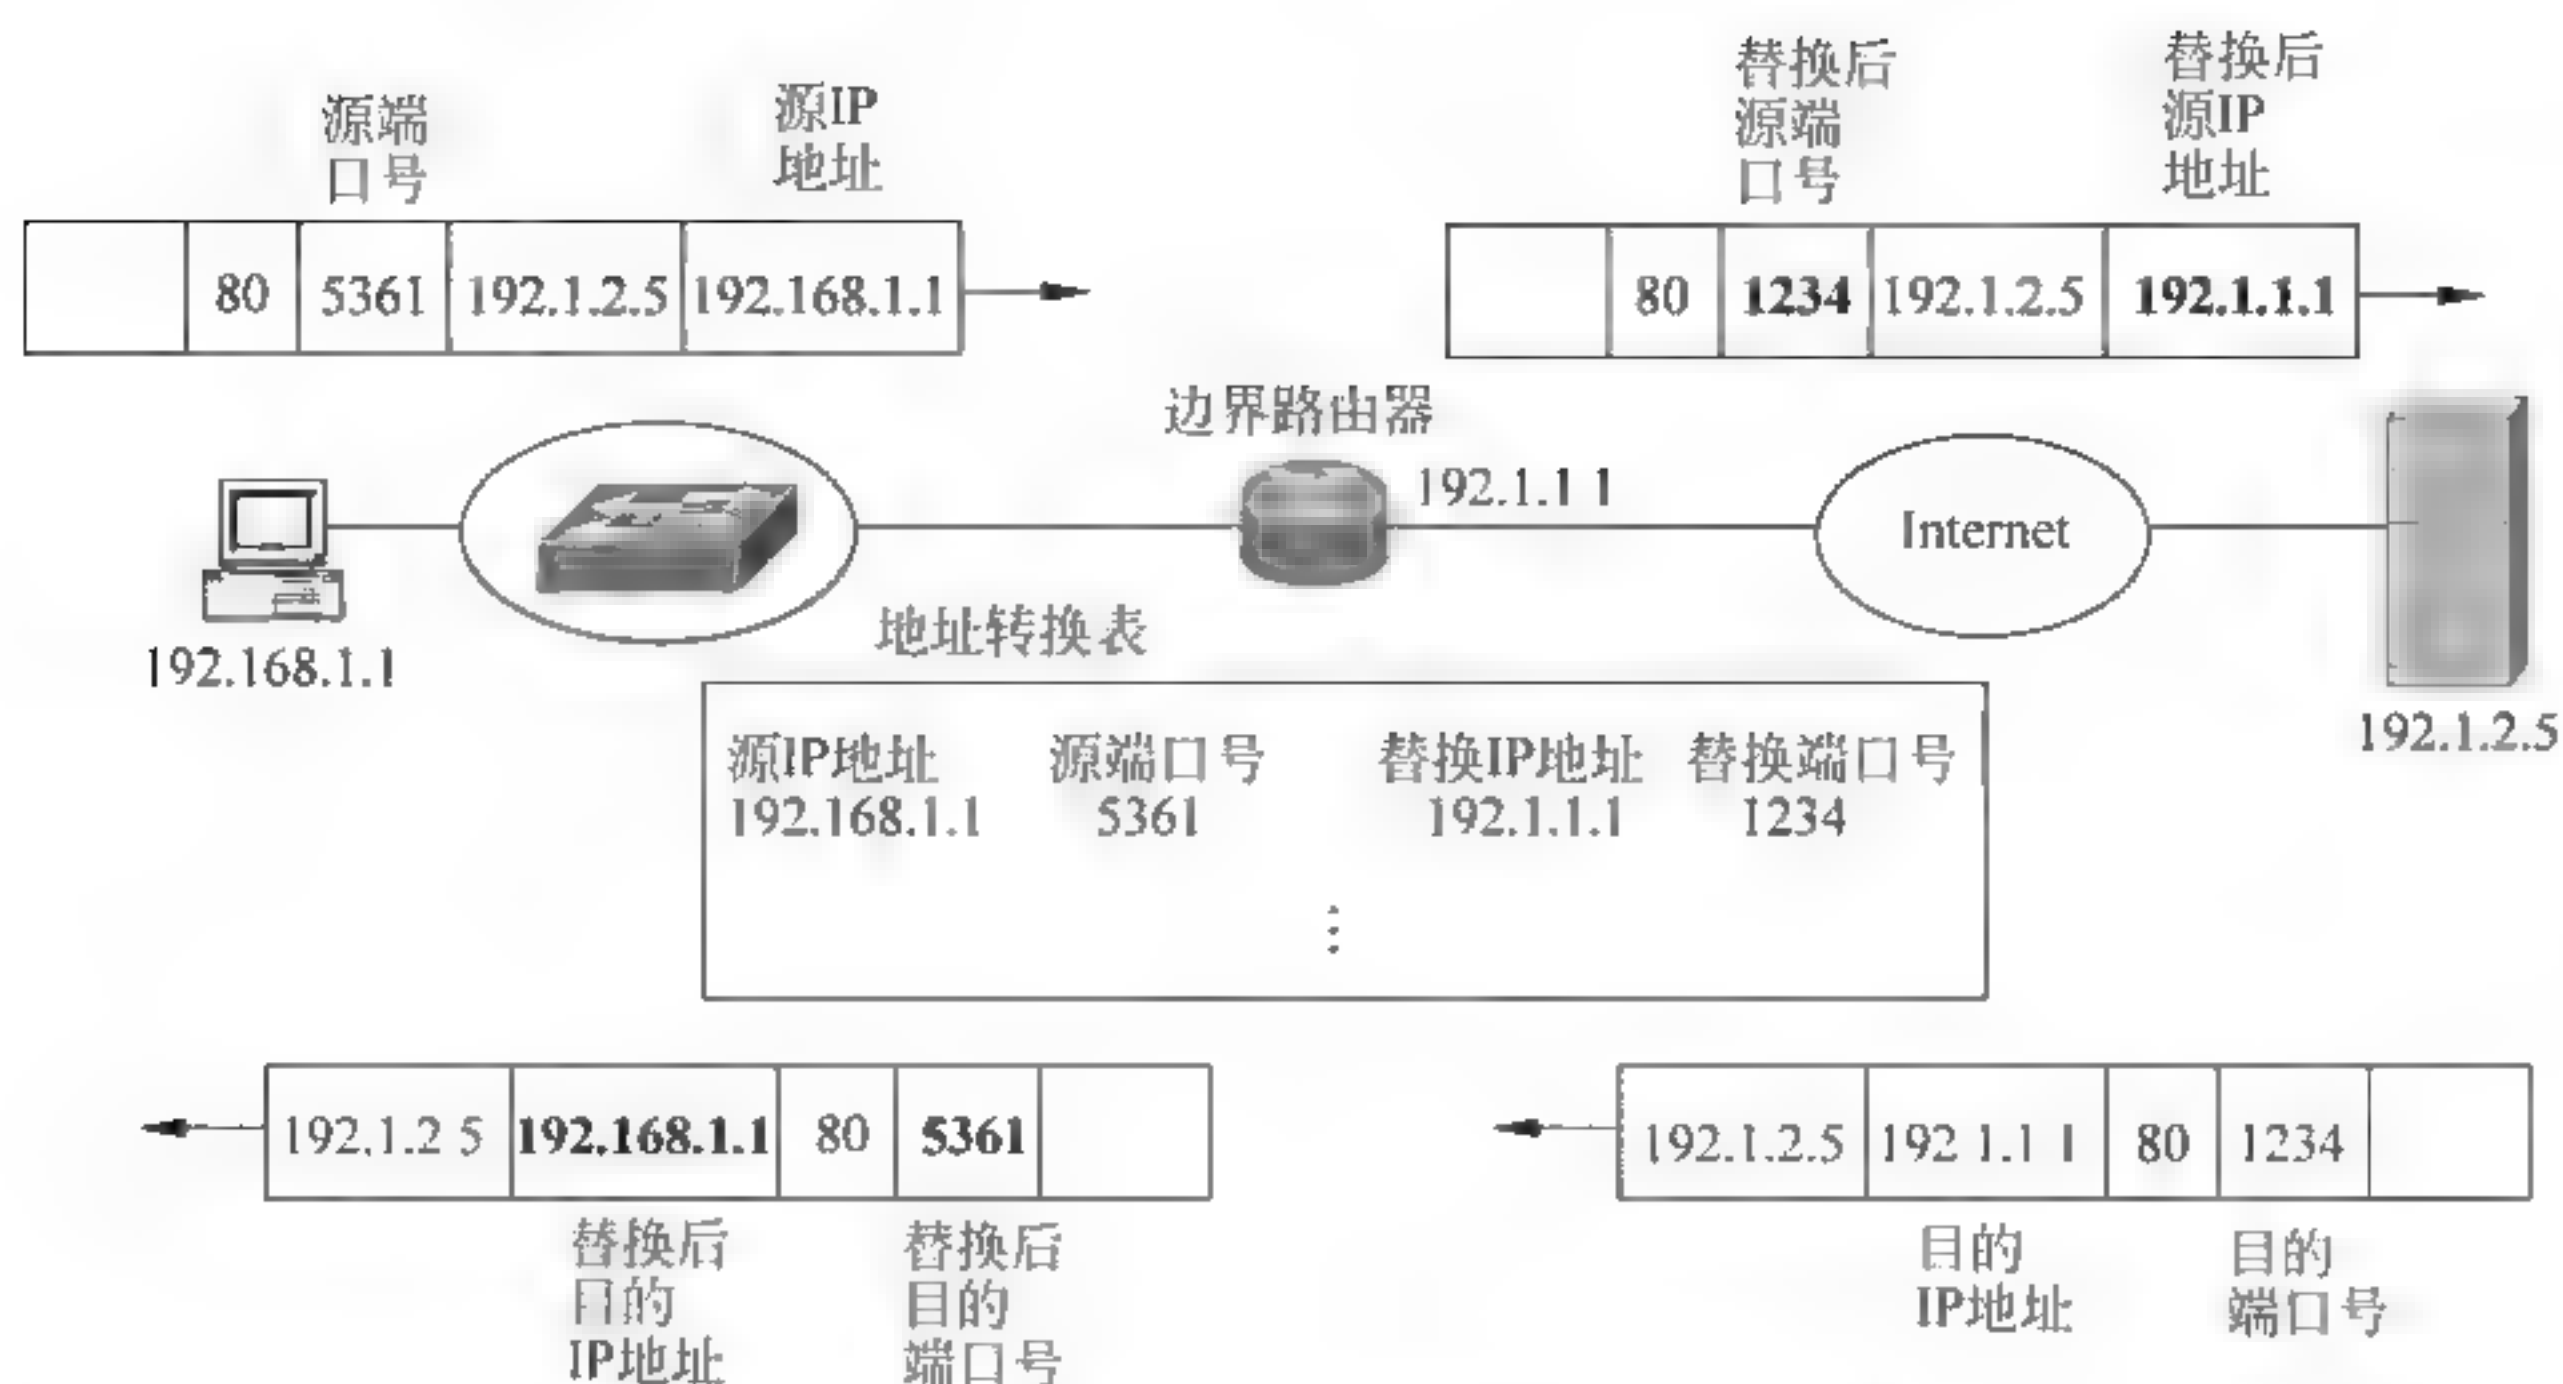 源端
口号
源IP
地址
替换后
源端
口号
替换后
源IP
地址
80 5361 192.1.2.5 192.168.1.1
80 1234 192.1.2.5 192.1.1.1
边界路由器
192.1.1 1
Internet
192.168.1.1
192.1.2.5
地址转换表
源IP地址 源端口号 替换IP地址 替换端口号
192.168.1.1 5361 192.1.1.1 1234
192.1.2 5 192.168.1.1 80 5361
192.1.2.5 192 1.1 1 80 1234
替换后
目的
IP地址
替换后
目的
端口号
目的
IP地址
目的
端口号